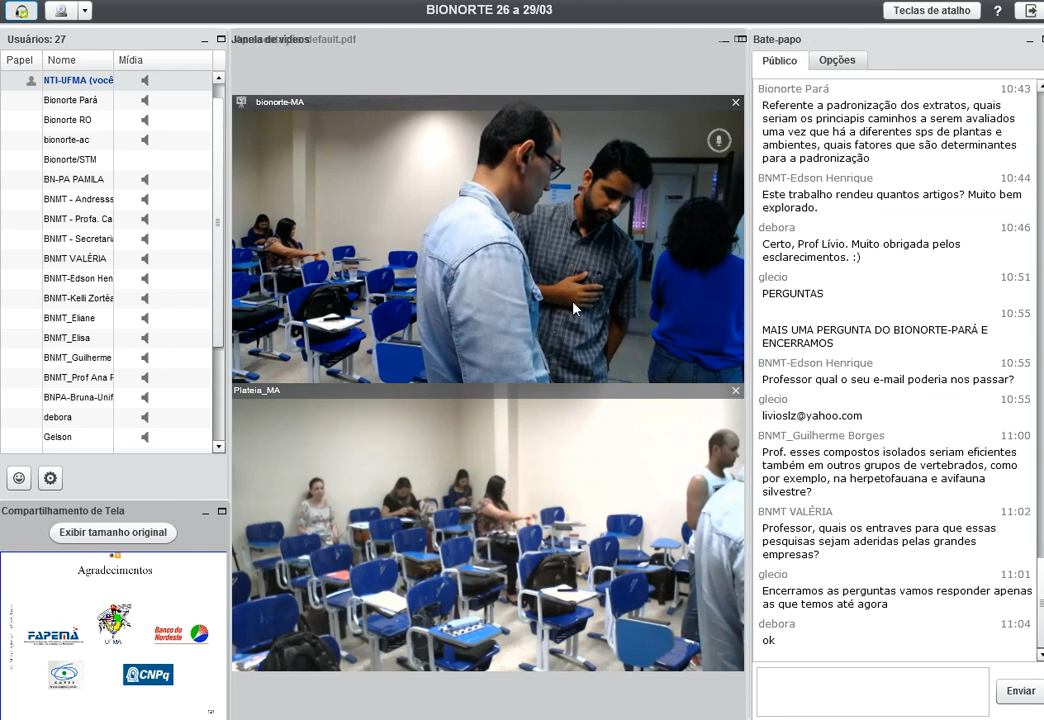 BIONORTE 26 a 29/03
Teclas de atalho
?
Usuários: 27
Papel Nome Mídia
NTI-UFMA (você
Bionorte Pará
Bionorte RO
bionorte-ac
Bionorte/STM
BN-PA PAMILA
BNMT - Andresss
BNMT - Profa. Ca
BNMT - Secretari
BNMT VALÉRIA
BNMT-Edson Hen
BNMT-Kelli Zortéa
BNMT_Eliane
BNMT_Elisa
BNMT_Guilherme
BNMT_Prof Ana F
BNPA-Bruna-Unif
debora
Gelson
Compartilhamento de Tela
Exibir tamanho original
Agradecimentos
FAPEMA
UFMA
Banco do
Nordeste
CAPES
CNPq
Janela de vídeos
default.pdf
bionorte-MA
Plateia_MA
Bate-papo
Público Opções
Bionorte Pará 10:43
Referente a padronização dos extratos, quais
seriam os princiapis caminhos a serem avaliados
uma vez que há a diferentes sps de plantas e
ambientes, quais fatores que são determinantes
para a padronização
BNMT-Edson Henrique 10:44
Este trabalho rendeu quantos artigos? Muito bem
explorado.
debora 10:46
Certo, Prof Lívio. Muito obrigada pelos
esclarecimentos. :)
glecio 10:51
PERGUNTAS
10:55
MAIS UMA PERGUNTA DO BIONORTE-PARÁ E
ENCERRAMOS
BNMT-Edson Henrique 10:55
Professor qual o seu e-mail poderia nos passar?
glecio 10:55
livioslz@yahoo.com
BNMT_Guilherme Borges 11:00
Prof. esses compostos isolados seriam eficientes
também em outros grupos de vertebrados, como
por exemplo, na herpetofauna e avifauna
silvestre?
BNMT VALÉRIA 11:02
Professor, quais os entraves para que essas
pesquisas sejam aderidas pelas grandes
empresas?
glecio 11:01
Encerramos as perguntas vamos responder apenas
as que temos até agora
debora 11:04
ok
Enviar